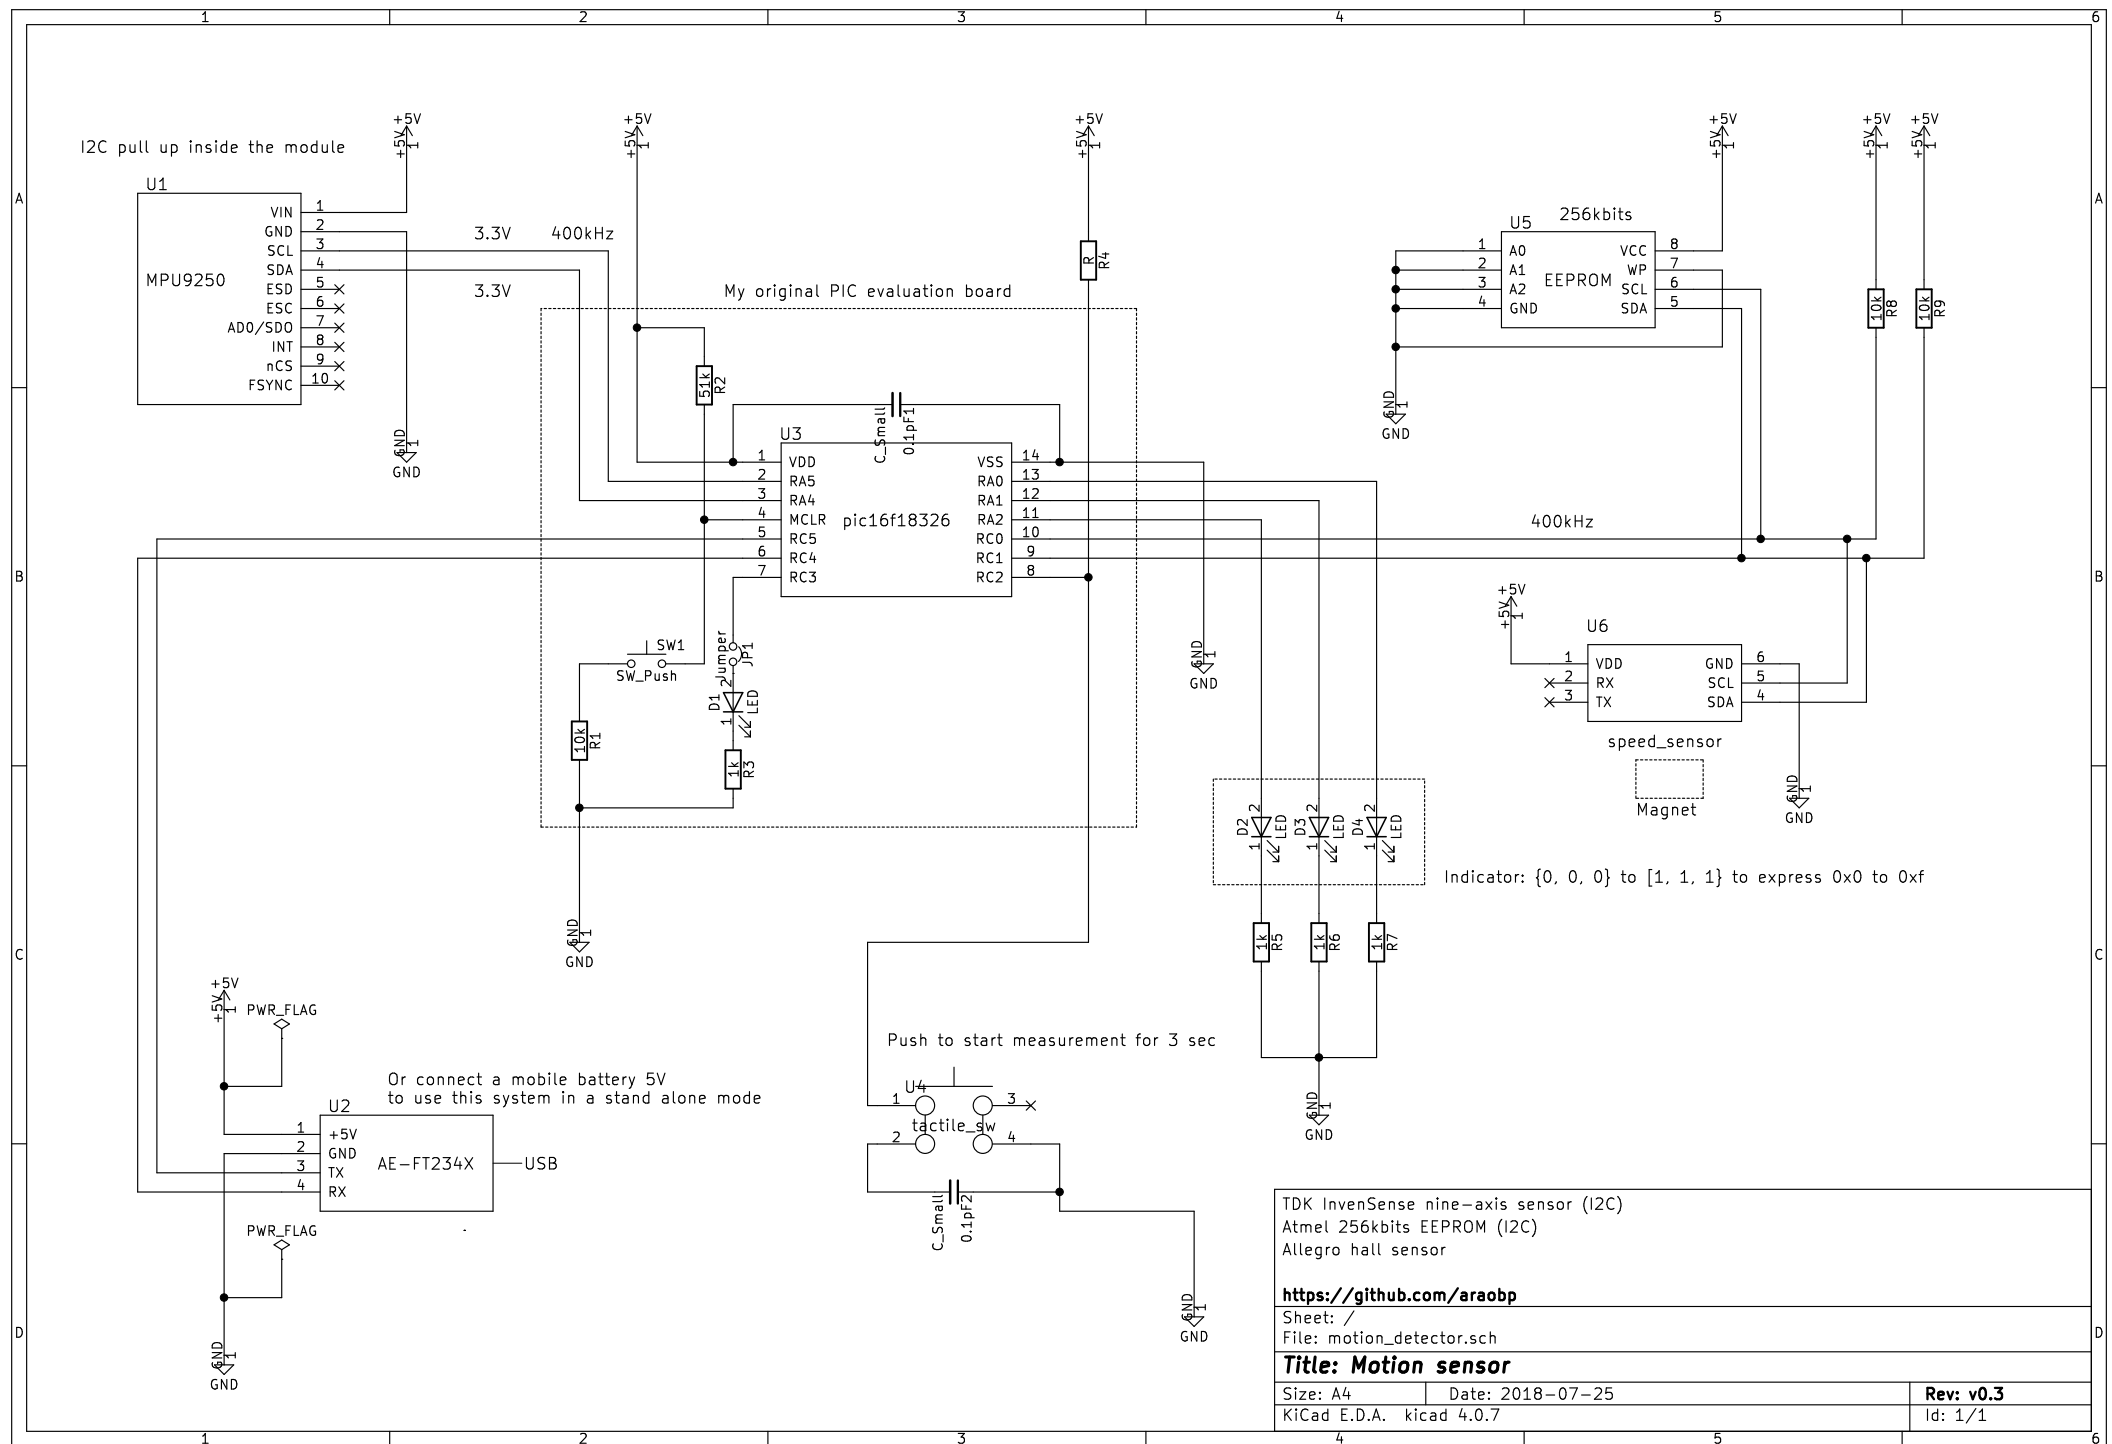 1 2 3 4 5 6
A
B
C
D
I2C pull up inside the module
+5V
+5V
1
U1
MPU9250
VIN 1
GND 2
SCL 3
SDA 4
ESD 5
ESC 6
AD0/SDO 7
INT 8
nCS 9
FSYNC 10
3.3V 400kHz
3.3V
GND
1
GND
+5V
+5V
1
My original PIC evaluation board
51k
R2
C_Small
0.1pF1
U3
pic16f18326
1 VDD
2 RA5
3 RA4
4 MCLR
5 RC5
6 RC4
7 RC3
VSS 14
RA0 13
RA1 12
RA2 11
RC0 10
RC1 9
RC2 8
SW1
SW_Push
Jumper
JP1
D1
2
1
LED
10k
R1
1k
R3
GND
1
GND
+5V
+5V
1
R
R4
GND
1
GND
256kbits
U5
EEPROM
1 A0
2 A1
3 A2
4 GND
VCC 8
WP 7
SCL 6
SDA 5
+5V
+5V
1
GND
1
GND
+5V
+5V
1
10k
R8
+5V
+5V
1
10k
R9
400kHz
+5V
+5V
1
U6
1 VDD
2 RX
3 TX
GND 6
SCL 5
SDA 4
speed_sensor
Magnet
GND
1
GND
D2
2
1
LED
D3
2
1
LED
D4
2
1
LED
Indicator: {0, 0, 0} to [1, 1, 1} to express 0x0 to 0xf
1k
R5
1k
R6
1k
R7
GND
1
GND
+5V
+5V
1
PWR_FLAG
Or connect a mobile battery 5V
to use this system in a stand alone mode
U2
AE-FT234X
1 +5V
2 GND
3 TX
4 RX
USB
PWR_FLAG
GND
1
GND
Push to start measurement for 3 sec
U4
1
3
tactile_sw
2
4
C_Small
0.1pF2
GND
1
GND
TDK InvenSense nine-axis sensor (I2C)
Atmel 256kbits EEPROM (I2C)
Allegro hall sensor
https://github.com/araobp
Sheet: /
File: motion_detector.sch
Title: Motion sensor
Size: A4 Date: 2018-07-25 Rev: v0.3
KiCad E.D.A. kicad 4.0.7 Id: 1/1
A
B
C
D
1 2 3 4 5 6